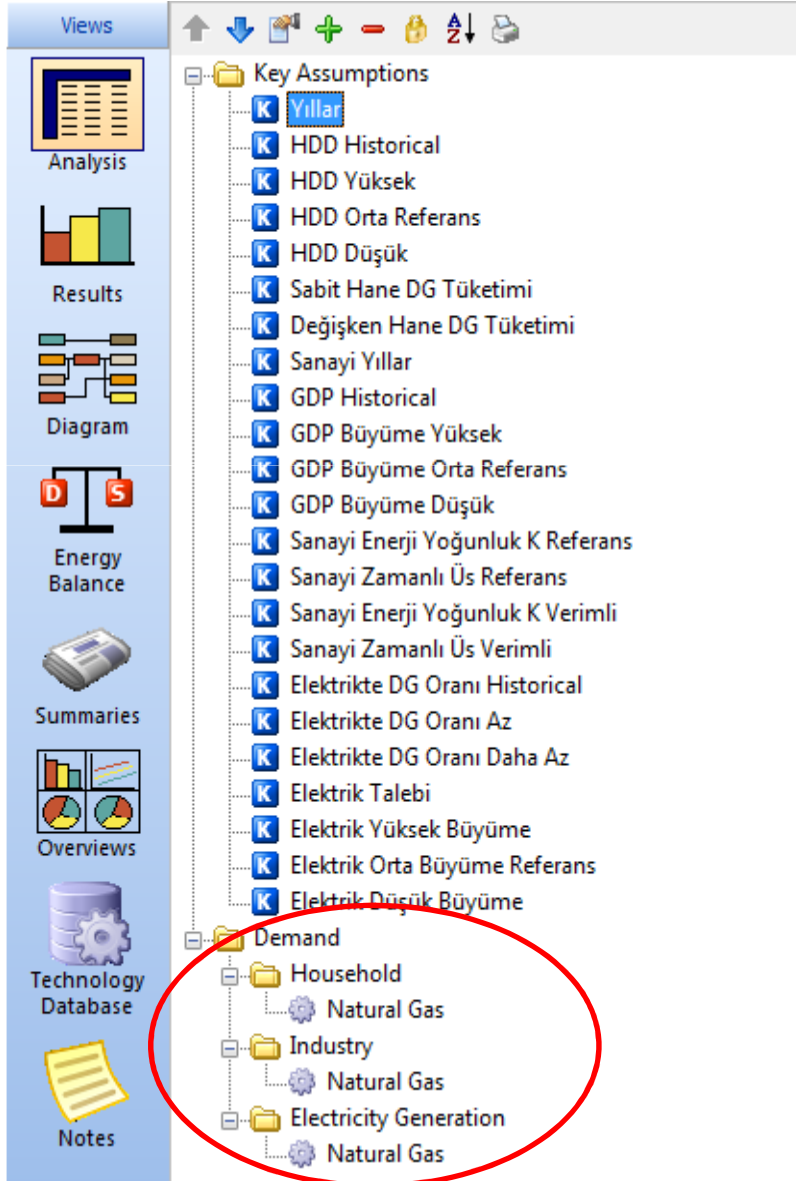 Views
Analysis
Results
Diagram
D S
Energy
Balance
Summaries
Overviews
Technology
Database
Notes
A
Z
Key Assumptions
K Yıllar
K HDD Historical
K HDD Yüksek
K HDD Orta Referans
K HDD Düşük
K Sabit Hane DG Tüketimi
K Değişken Hane DG Tüketimi
K Sanayi Yıllar
K GDP Historical
K GDP Büyüme Yüksek
K GDP Büyüme Orta Referans
K GDP Büyüme Düşük
K Sanayi Enerji Yoğunluk K Referans
K Sanayi Zamanlı Üs Referans
K Sanayi Enerji Yoğunluk K Verimli
K Sanayi Zamanlı Üs Verimli
K Elektrikte DG Oranı Historical
K Elektrikte DG Oranı Az
K Elektrikte DG Oranı Daha Az
K Elektrik Talebi
K Elektrik Yüksek Büyüme
K Elektrik Orta Büyüme Referans
K Elektrik Düşük Büyüme
Demand
Household
Natural Gas
Industry
Natural Gas
Electricity Generation
Natural Gas